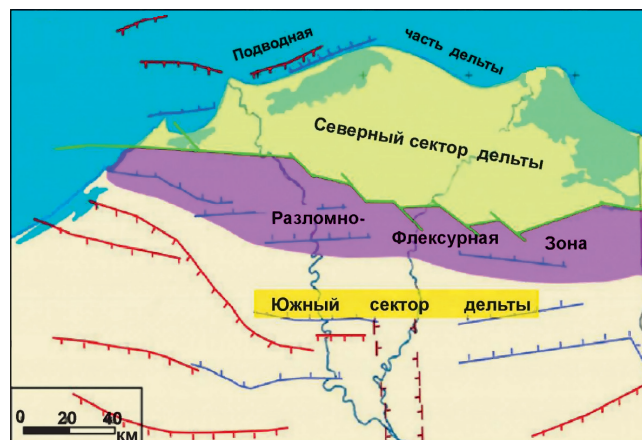 Подводная часть дельты
Северный сектор дельты
Разломно-
Флексурная Зона
Южный сектор дельты
0 20 40
км